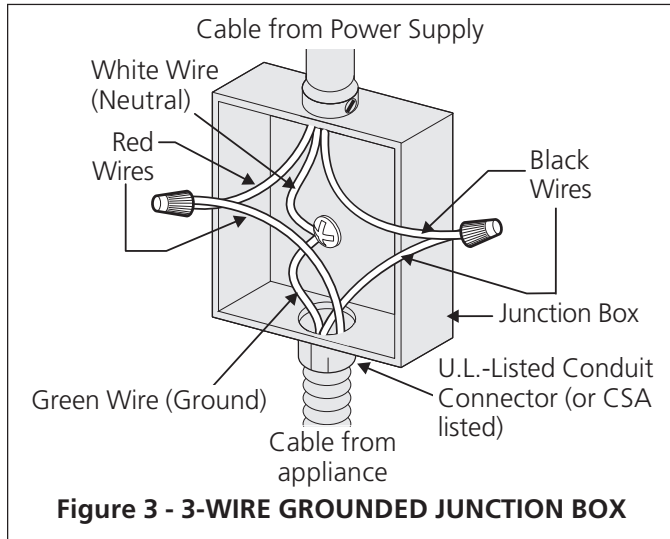 Cable from Power Supply
White Wire
(Neutral)
Red
Wires
Black
Wires
Junction Box
U.L.-Listed Conduit
Connector (or CSA
listed)
Green Wire (Ground)
Cable from
appliance
Figure 3 - 3-WIRE GROUNDED JUNCTION BOX